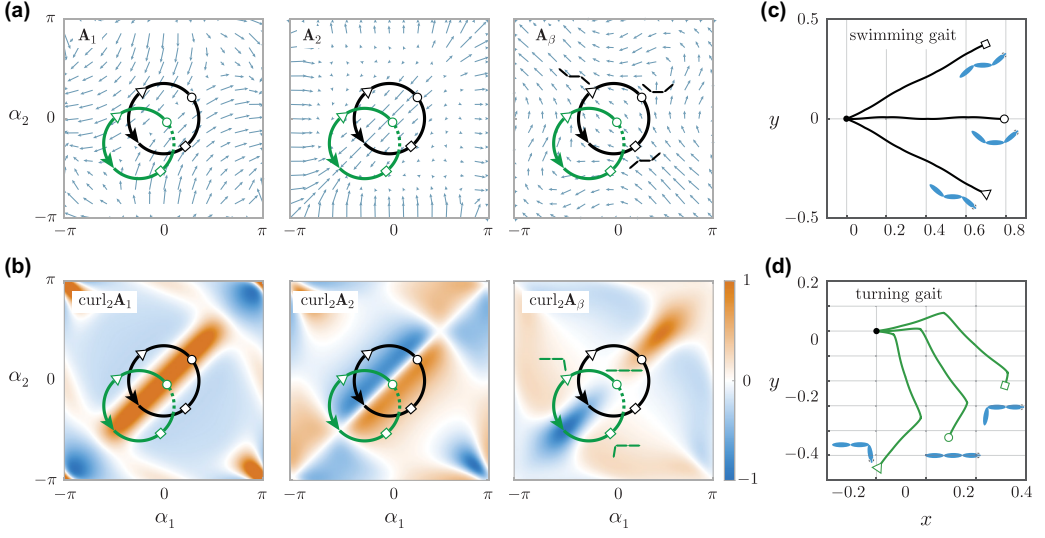 (a)
π
α₂
0
−π
A₁
A₂
A_β
−π
0
π
−π
0
π
−π
0
π
(b)
π
α₂
0
−π
curl₂A₁
curl₂A₂
curl₂A_β
1
0
−1
−π
0
π
−π
0
π
−π
0
π
α₁
α₁
α₁
(c)
0.5
swimming gait
y
0
−0.5
0
0.2
0.4
0.6
0.8
(d)
0.2
turning gait
0
y
−0.2
−0.4
−0.2
0
0.2
0.4
x